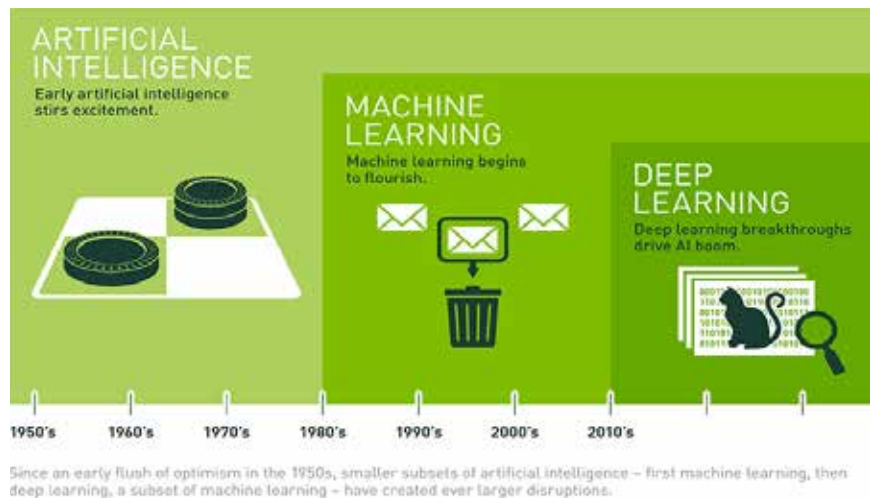 ARTIFICIAL
INTELLIGENCE
Early artificial intelligence
stirs excitement.
MACHINE
LEARNING
Machine learning begins
to flourish.
DEEP
LEARNING
Deep learning breakthroughs
drive AI boom.
1950's 1960's 1970's 1980's 1990's 2000's 2010's
Since an early flush of optimism in the 1950s, smaller subsets of artificial intelligence – first machine learning, then
deep learning, a subset of machine learning – have created ever larger disruptions.